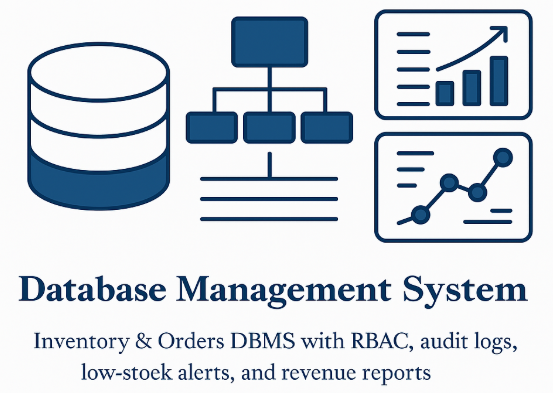 Database Management System
Inventory & Orders DBMS with RBAC, audit logs,
low-stoek alerts, and revenue reports